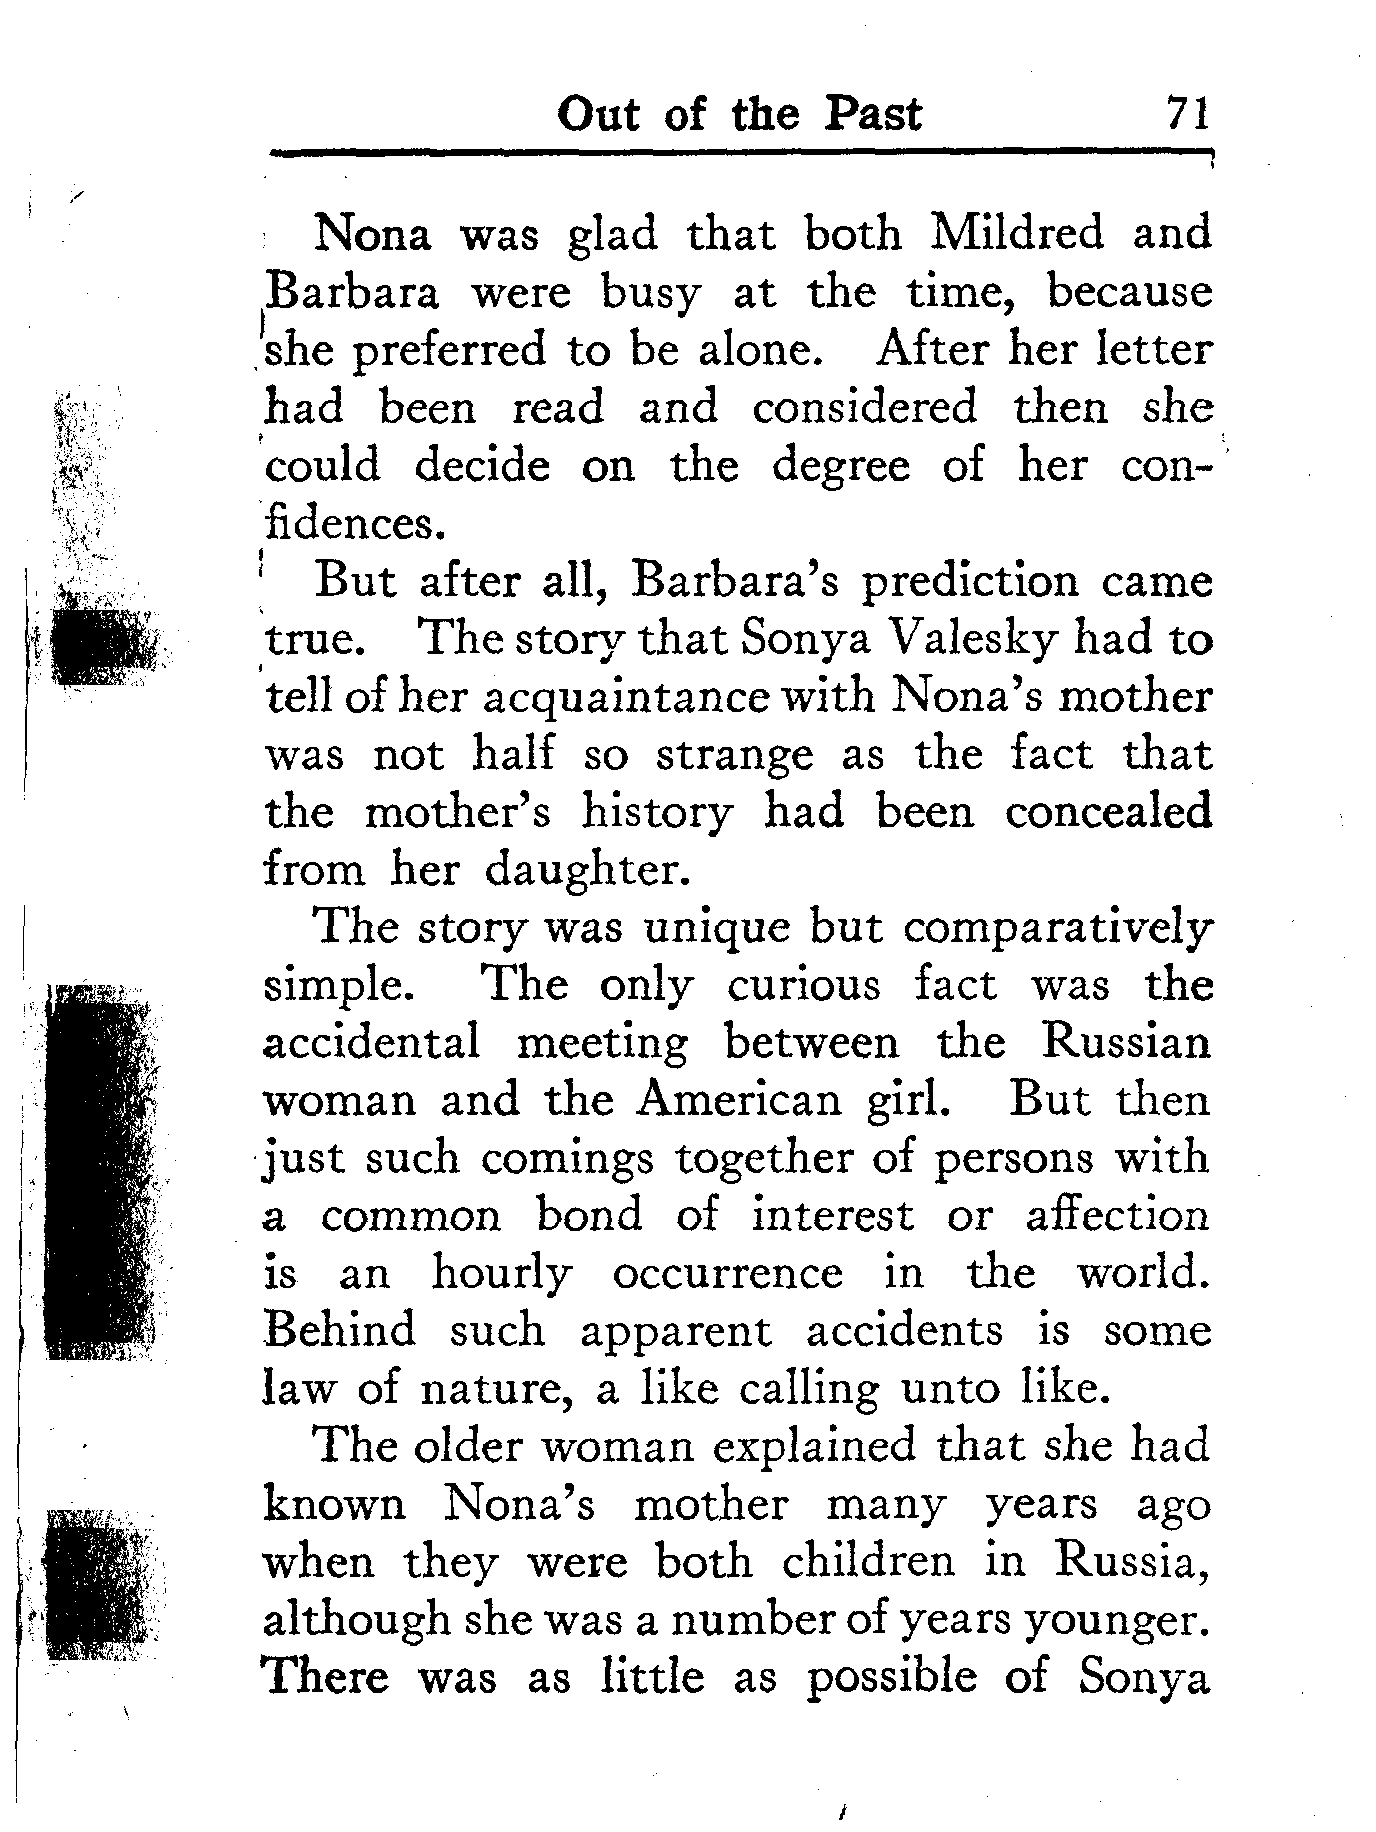 Out of the Past 71
Nona was glad that both Mildred and
Barbara were busy at the time, because
she preferred to be alone. After her letter
had been read and considered then she
could decide on the degree of her con-
fidences.
But after all, Barbara's prediction came
true. The story that Sonya Valesky had to
tell of her acquaintance with Nona's mother
was not half so strange as the fact that
the mother's history had been concealed
from her daughter.
The story was unique but comparatively
simple. The only curious fact was the
accidental meeting between the Russian
woman and the American girl. But then
just such comings together of persons with
a common bond of interest or affection
is an hourly occurrence in the world.
Behind such apparent accidents is some
law of nature, a like calling unto like.
The older woman explained that she had
known Nona's mother many years ago
when they were both children in Russia,
although she was a number of years younger.
There was as little as possible of Sonya